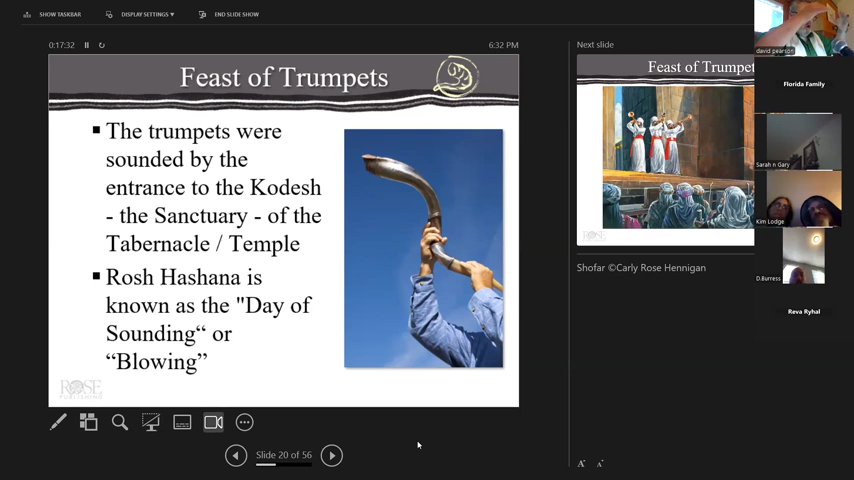 SHOW TASKBAR
DISPLAY SETTINGS ▾
END SLIDE SHOW
0:17:32
6:32 PM
Feast of Trumpets
▪ The trumpets were
sounded by the
entrance to the Kodesh
- the Sanctuary - of the
Tabernacle / Temple
▪ Rosh Hashana is
known as the "Day of
Sounding“ or
“Blowing”
ROSE
PUBLISHING
Slide 20 of 56
Next slide
Feast of Trumpet
ROSE
Shofar ©Carly Rose Hennigan
A A
david pearson
Florida Family
Sarah n Gary
Kim Lodge
D.Burress
Reva Ryhal